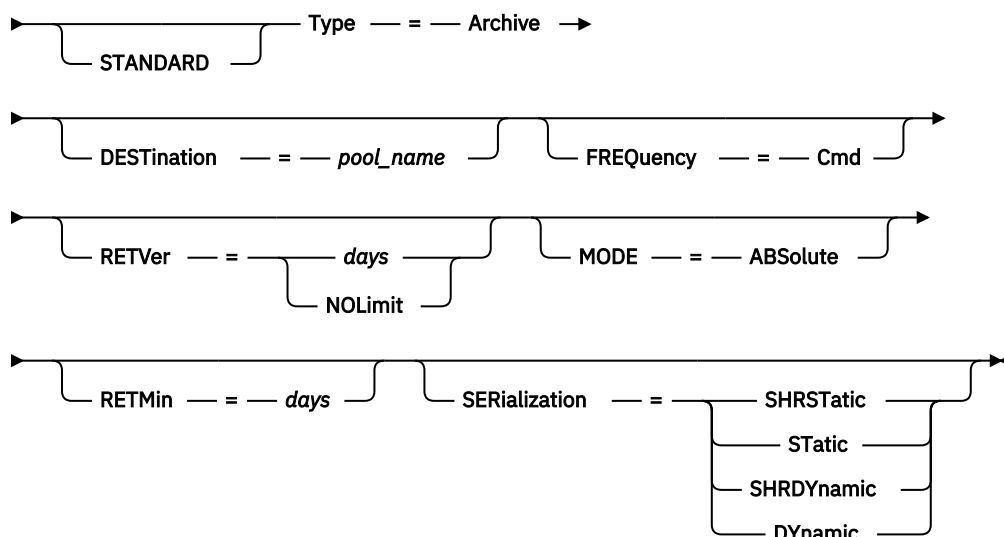 Type = Archive
STANDARD
DESTination = pool_name FREQuency = Cmd
RETVer = days MODE = ABSolute
NOLimit
RETMin = days SERialization = SHRSTatic
STatic
SHRDYnamic
DYnamic